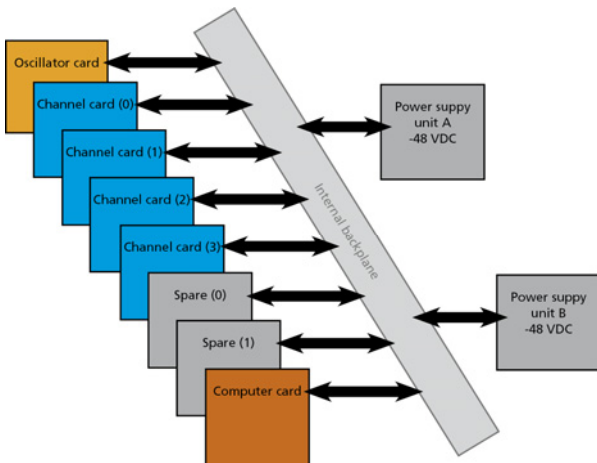 Oscillator card
Channel card (0)
Channel card (1)
Channel card (2)
Channel card (3)
Spare (0)
Spare (1)
Computer card
Internal backplane
Power suppy
unit A
-48 VDC
Power suppy
unit B
-48 VDC